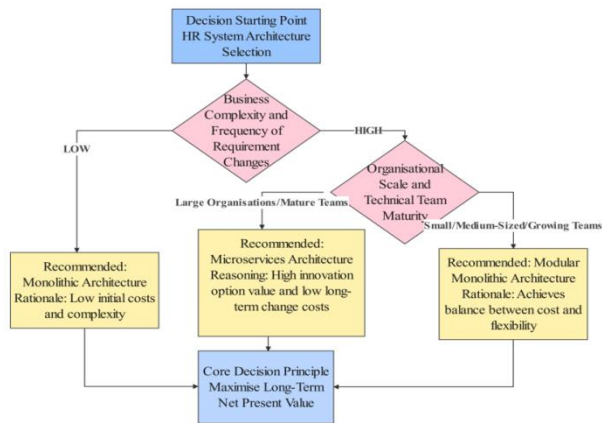 Decision Starting Point
HR System Architecture
Selection
Business
Complexity and
Frequency of
Requirement
Changes
LOW
HIGH
Organisational
Scale and
Technical Team
Maturity
Large Organisations/Mature Teams
Small/Medium-Sized/Growing Teams
Recommended:
Monolithic Architecture
Rationale: Low initial costs
and complexity
Recommended:
Microservices Architecture
Reasoning: High innovation
option value and low long-
term change costs
Recommended: Modular
Monolithic Architecture
Rationale: Achieves
balance between cost and
flexibility
Core Decision Principle
Maximise Long-Term
Net Present Value